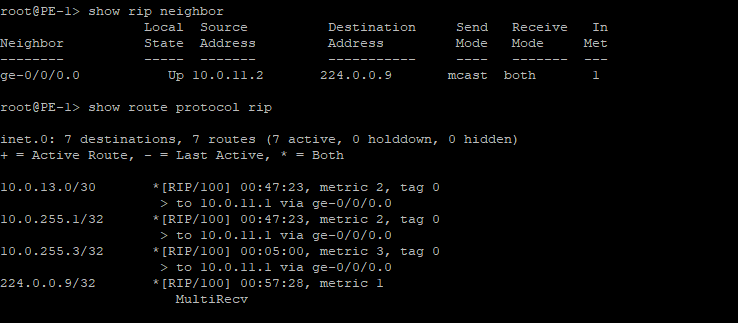 root@PE-1> show rip neighbor
                  Local  Source          Destination     Send   Receive   In
Neighbor          State  Address         Address         Mode   Mode     Met
--------          -----  -------         -----------     ----   -------  ---
ge-0/0/0.0           Up 10.0.11.2        224.0.0.9       mcast  both       1
root@PE-1> show route protocol rip
inet.0: 7 destinations, 7 routes (7 active, 0 holddown, 0 hidden)
+ = Active Route, - = Last Active, * = Both
10.0.13.0/30       *[RIP/100] 00:47:23, metric 2, tag 0
                    > to 10.0.11.1 via ge-0/0/0.0
10.0.255.1/32      *[RIP/100] 00:47:23, metric 2, tag 0
                    > to 10.0.11.1 via ge-0/0/0.0
10.0.255.3/32      *[RIP/100] 00:05:00, metric 3, tag 0
                    > to 10.0.11.1 via ge-0/0/0.0
224.0.0.9/32       *[RIP/100] 00:57:28, metric 1
                      MultiRecv